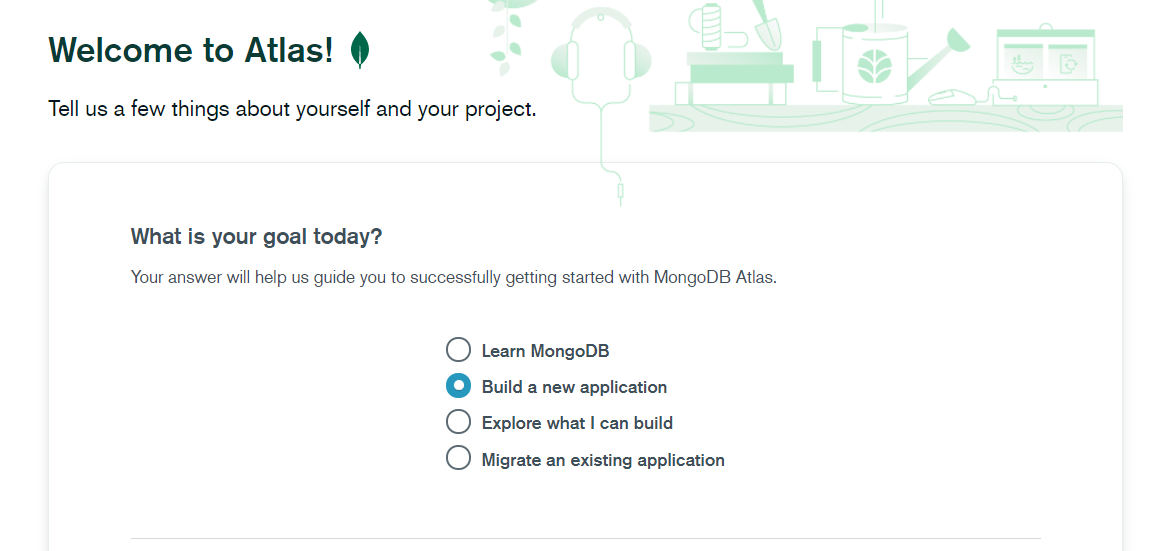 Welcome to Atlas!
Tell us a few things about yourself and your project.
What is your goal today?
Your answer will help us guide you to successfully getting started with MongoDB Atlas.
Learn MongoDB
Build a new application
Explore what I can build
Migrate an existing application